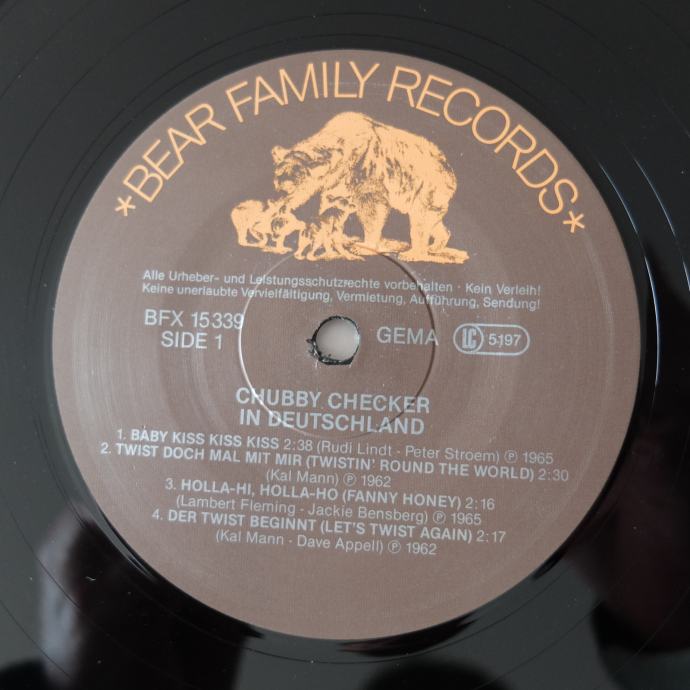 *BEAR FAMILY RECORDS*
Alle Urheber- und Leistungsschutzrechte vorbehalten · Kein Verleih!
Keine unerlaubte Vervielfältigung, Vermietung, Aufführung, Sendung!
BFX 15339
SIDE 1
GEMA LC 5197
CHUBBY CHECKER
IN DEUTSCHLAND
1. BABY KISS KISS KISS 2:38 (Rudi Lindt - Peter Stroem) ℗ 1965
2. TWIST DOCH MAL MIT MIR (TWISTIN' ROUND THE WORLD) 2:30
(Kal Mann) ℗ 1962
3. HOLLA-HI, HOLLA-HO (FANNY HONEY) 2:16
(Lambert Fleming - Jackie Bensberg) ℗ 1965
4. DER TWIST BEGINNT (LET'S TWIST AGAIN) 2:17
(Kal Mann - Dave Appell) ℗ 1962